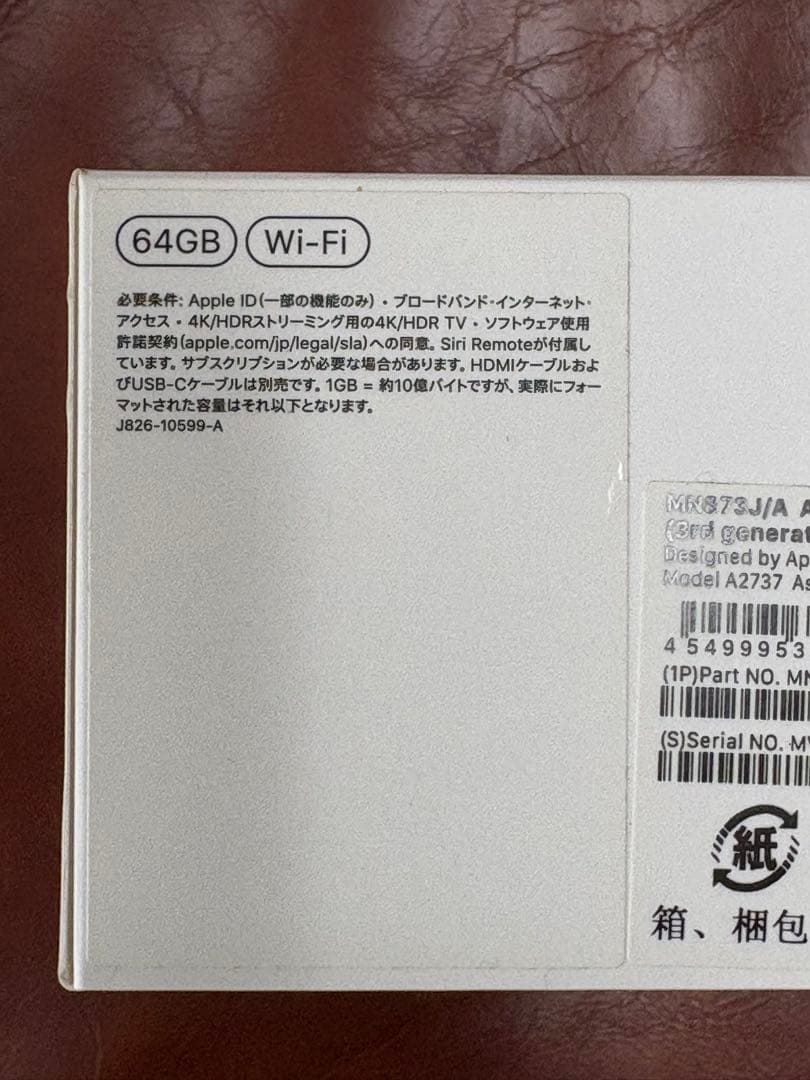 64GB Wi-Fi
必要条件: Apple ID(一部の機能のみ)・ブロードバンド・インターネット・
アクセス・4K/HDRストリーミング用の4K/HDR TV・ソフトウェア使用
許諾契約(apple.com/jp/legal/sla)への同意。Siri Remoteが付属し
ています。サブスクリプションが必要な場合があります。HDMIケーブルおよ
びUSB-Cケーブルは別売です。1GB = 約10億バイトですが、実際にフォー
マットされた容量はそれ以下となります。
J826-10599-A
MN873J/A A
(3rd generat
Designed by Ap
Model A2737 As
4 5499953
(1P)Part NO. MN
(S)Serial NO. MV
紙
箱、梱包